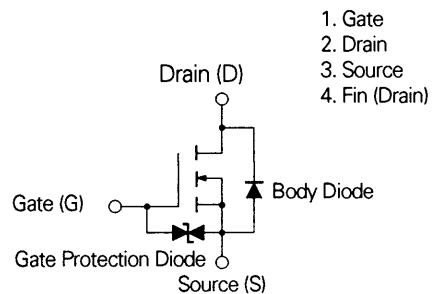 1. Gate
2. Drain
3. Source
4. Fin (Drain)
Drain (D)
Body Diode
Gate (G)
Gate Protection Diode
Source (S)